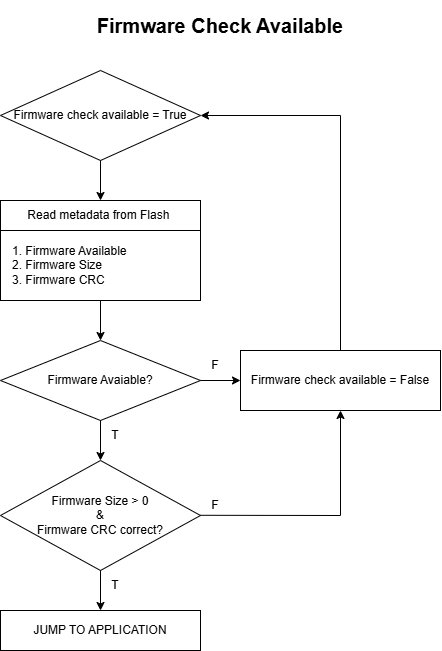 Firmware Check Available
Firmware check available = True
Read metadata from Flash
1. Firmware Available
2. Firmware Size
3. Firmware CRC
Firmware Avaiable?
F
Firmware check available = False
T
Firmware Size > 0
&
Firmware CRC correct?
F
T
JUMP TO APPLICATION